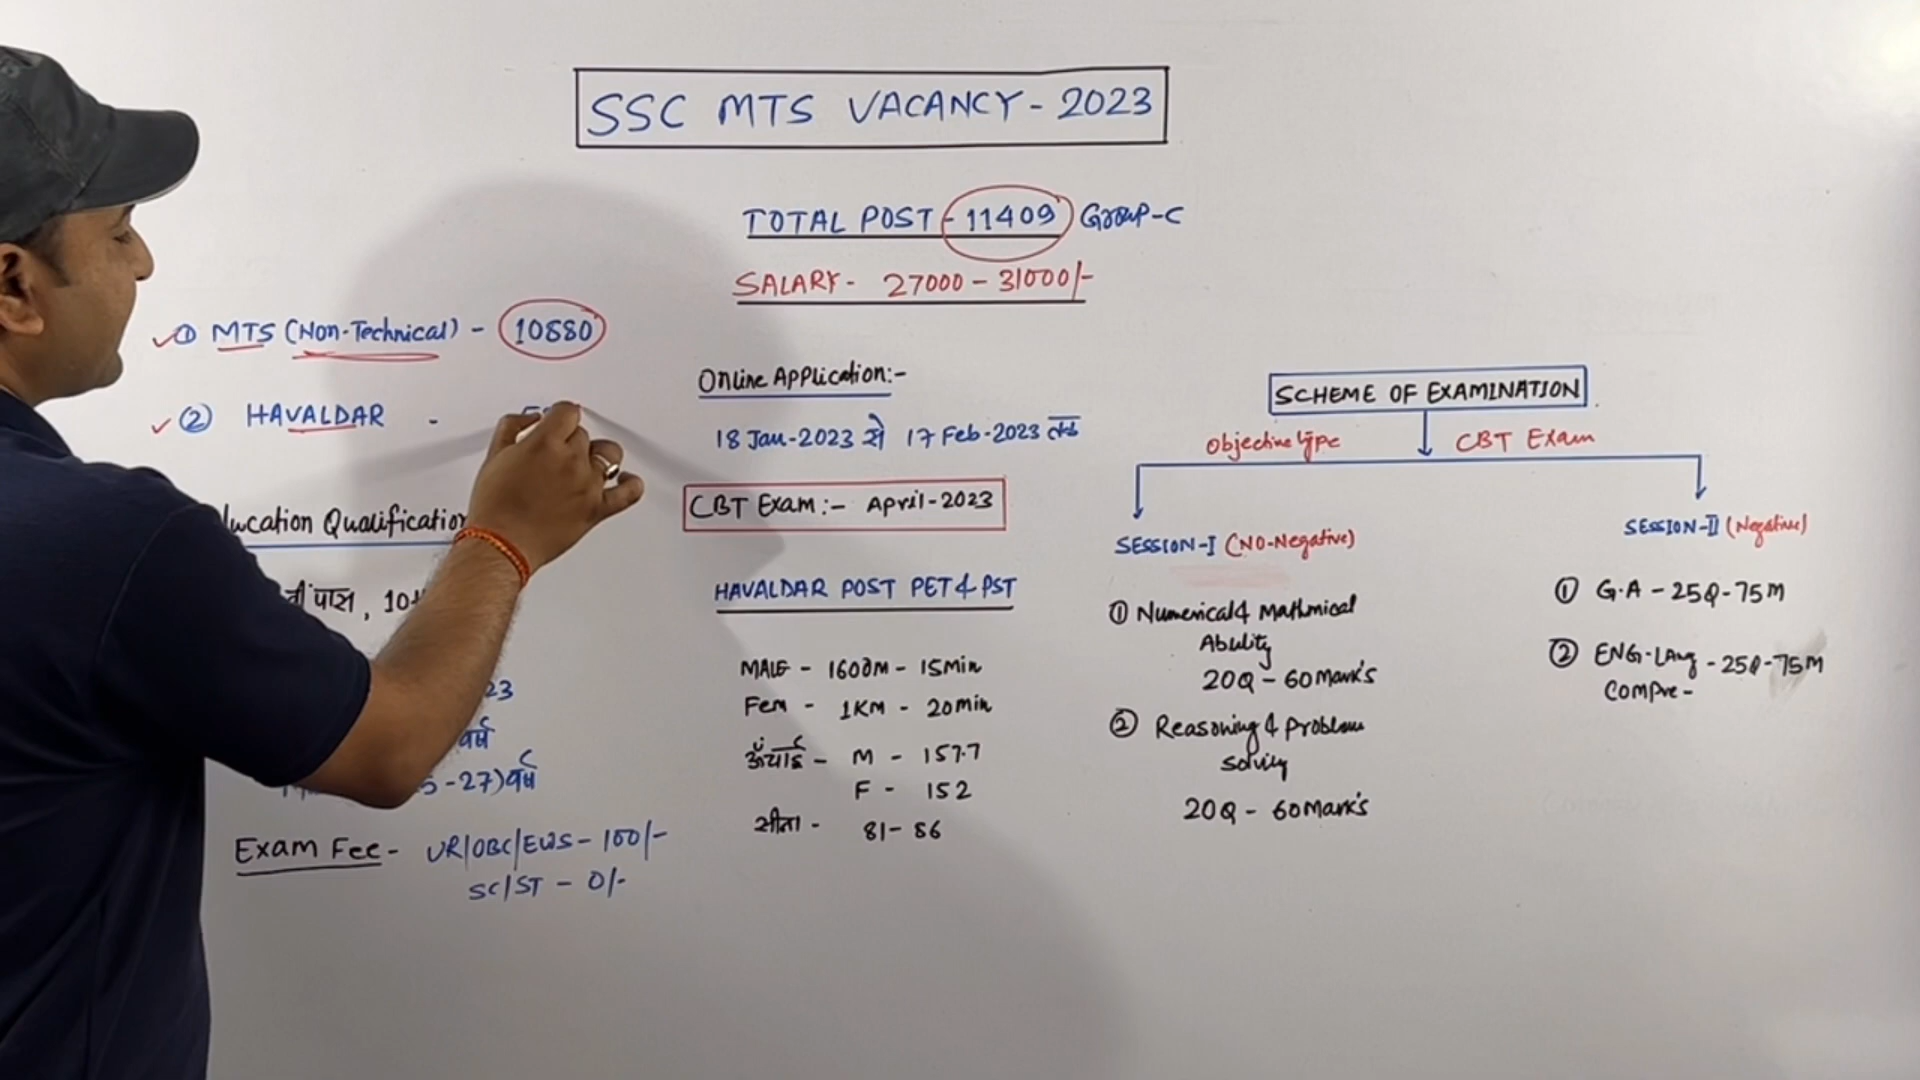 SSC MTS VACANCY - 2023
TOTAL POST - 11409 Group-C
SALARY - 27000 - 31000/-
① MTS (Non-Technical) - 10880
② HAVALDAR -
Qualification
पास, 10
23
वर्ष
-27) वर्ष
Exam Fee - UR/OBC/EWS - 100/-
SC/ST - 0/-
Online Application:-
18 Jan-2023 से 17 Feb-2023 तक
CBT Exam:- April-2023
HAVALDAR POST PET & PST
MALE - 1600M - 15Min
Fem - 1KM - 20min
ऊंचाई - M - 157.7
F - 152
सीना - 81-86
SCHEME OF EXAMINATION
Objective type CBT Exam
SESSION-I (NO-Negative)
① Numerical & Mathmical
Ability
20Q - 60 Mark's
② Reasoning & Problem
Solving
20Q - 60 Mark's
SESSION-II (Negative)
① G.A - 25Q-75M
② ENG-Lang - 25Q-75M
Compre-